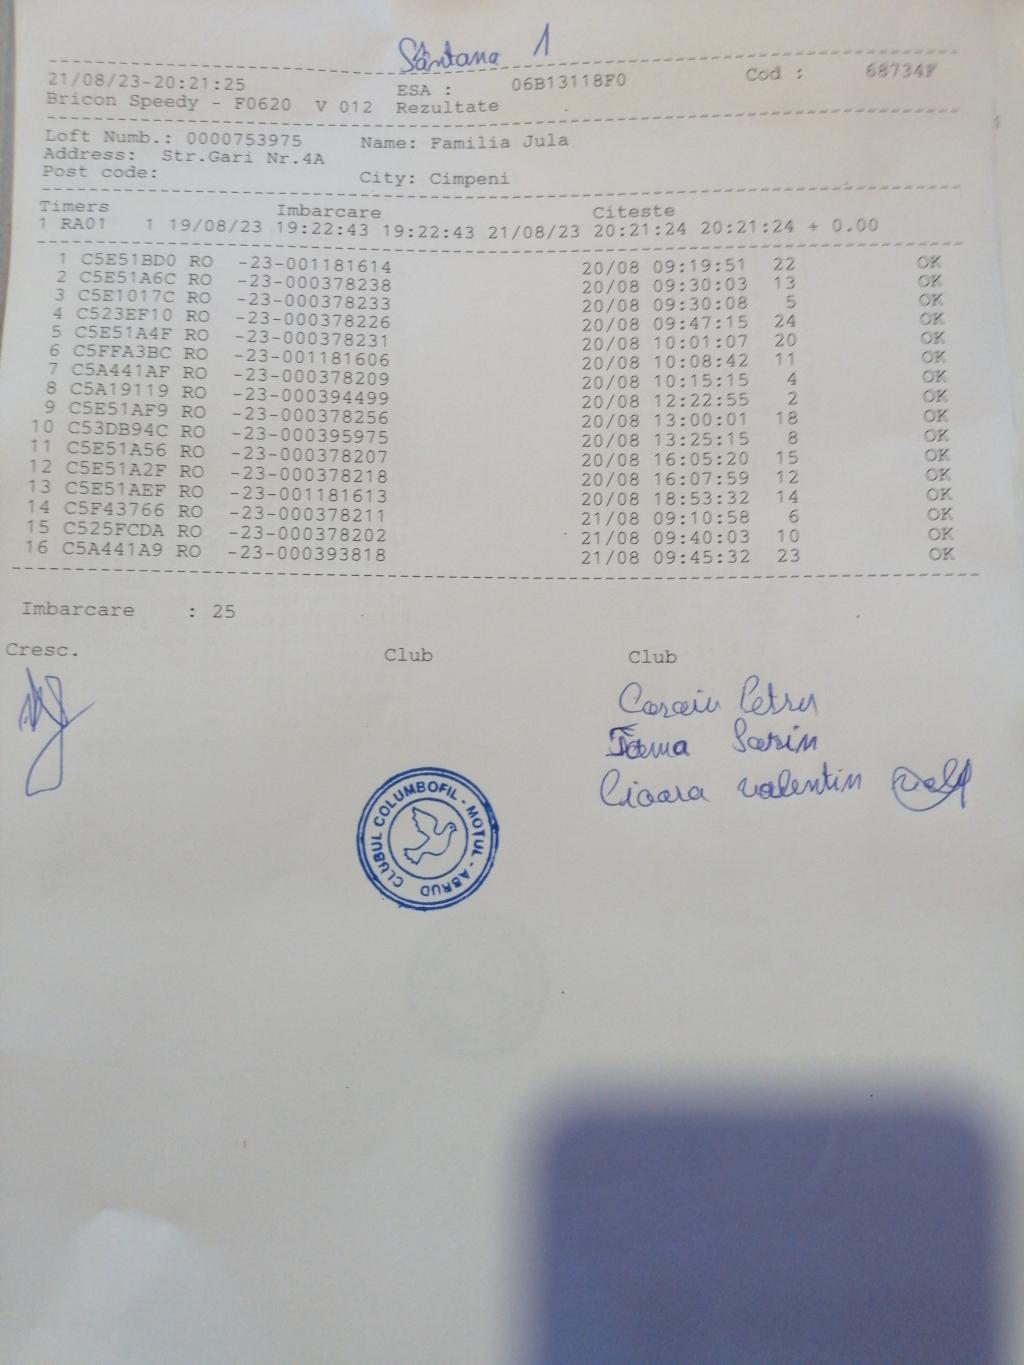 Sântana 1
21/08/23-20:21:25 ESA : 06B13118F0 Cod : 68734F
Bricon Speedy - F0620 V 012 Rezultate
Loft Numb.: 0000753975 Name: Familia Jula
Address: Str.Gari Nr.4A
Post code: City: Cimpeni
Timers Imbarcare Citeste
1 RA01 1 19/08/23 19:22:43 19:22:43 21/08/23 20:21:24 20:21:24 + 0.00
1 C5E51BD0 RO -23-001181614 20/08 09:19:51 22 OK
2 C5E51A6C RO -23-000378238 20/08 09:30:03 13 OK
3 C5E1017C RO -23-000378233 20/08 09:30:08 5 OK
4 C523EF10 RO -23-000378226 20/08 09:47:15 24 OK
5 C5E51A4F RO -23-000378231 20/08 10:01:07 20 OK
6 C5FFA3BC RO -23-001181606 20/08 10:08:42 11 OK
7 C5A441AF RO -23-000378209 20/08 10:15:15 4 OK
8 C5A19119 RO -23-000394499 20/08 12:22:55 2 OK
9 C5E51AF9 RO -23-000378256 20/08 13:00:01 18 OK
10 C53DB94C RO -23-000395975 20/08 13:25:15 8 OK
11 C5E51A56 RO -23-000378207 20/08 16:05:20 15 OK
12 C5E51A2F RO -23-000378218 20/08 16:07:59 12 OK
13 C5E51AEF RO -23-001181613 20/08 18:53:32 14 OK
14 C5F43766 RO -23-000378211 21/08 09:10:58 6 OK
15 C525FCDA RO -23-000378202 21/08 09:40:03 10 OK
16 C5A441A9 RO -23-000393818 21/08 09:45:32 23 OK
Imbarcare : 25
Cresc. Club Club
Petru
Sorin
Cioara Valentin
CLUBUL COLUMBOFIL - MOTUL - ABRUD